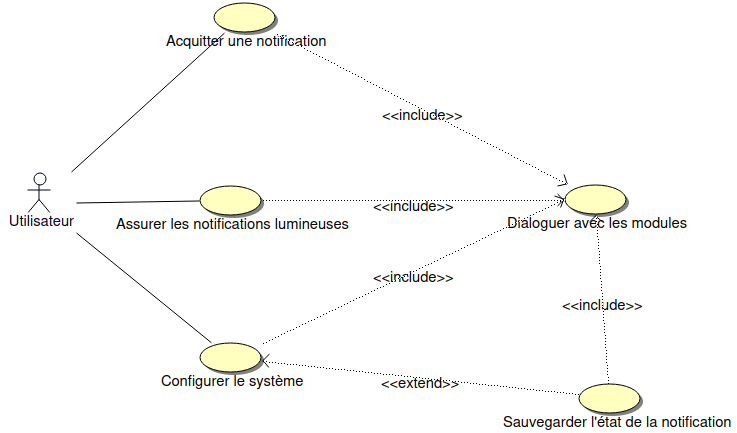 Acquitter une notification
<<include>>
Utilisateur
Assurer les notifications lumineuses
<<include>>
Dialoguer avec les modules
<<include>>
<<include>>
Configurer le système
<<extend>>
Sauvegarder l'état de la notification